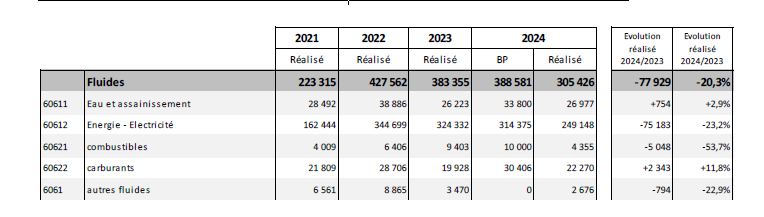 2021 2022 2023 2024 Evolution Evolution
réalisé réalisé
Réalisé Réalisé Réalisé BP Réalisé 2024/2023 2024/2023
Fluides 223 315 427 562 383 355 388 581 305 426 -77 929 -20,3%
60611 Eau et assainissement 28 492 38 886 26 223 33 800 26 977 +754 +2,9%
60612 Energie - Electricité 162 444 344 699 324 332 314 375 249 148 -75 183 -23,2%
60621 combustibles 4 009 6 406 9 403 10 000 4 355 -5 048 -53,7%
60622 carburants 21 809 28 706 19 928 30 406 22 270 +2 343 +11,8%
6061 autres fluides 6 561 8 865 3 470 0 2 676 -794 -22,9%